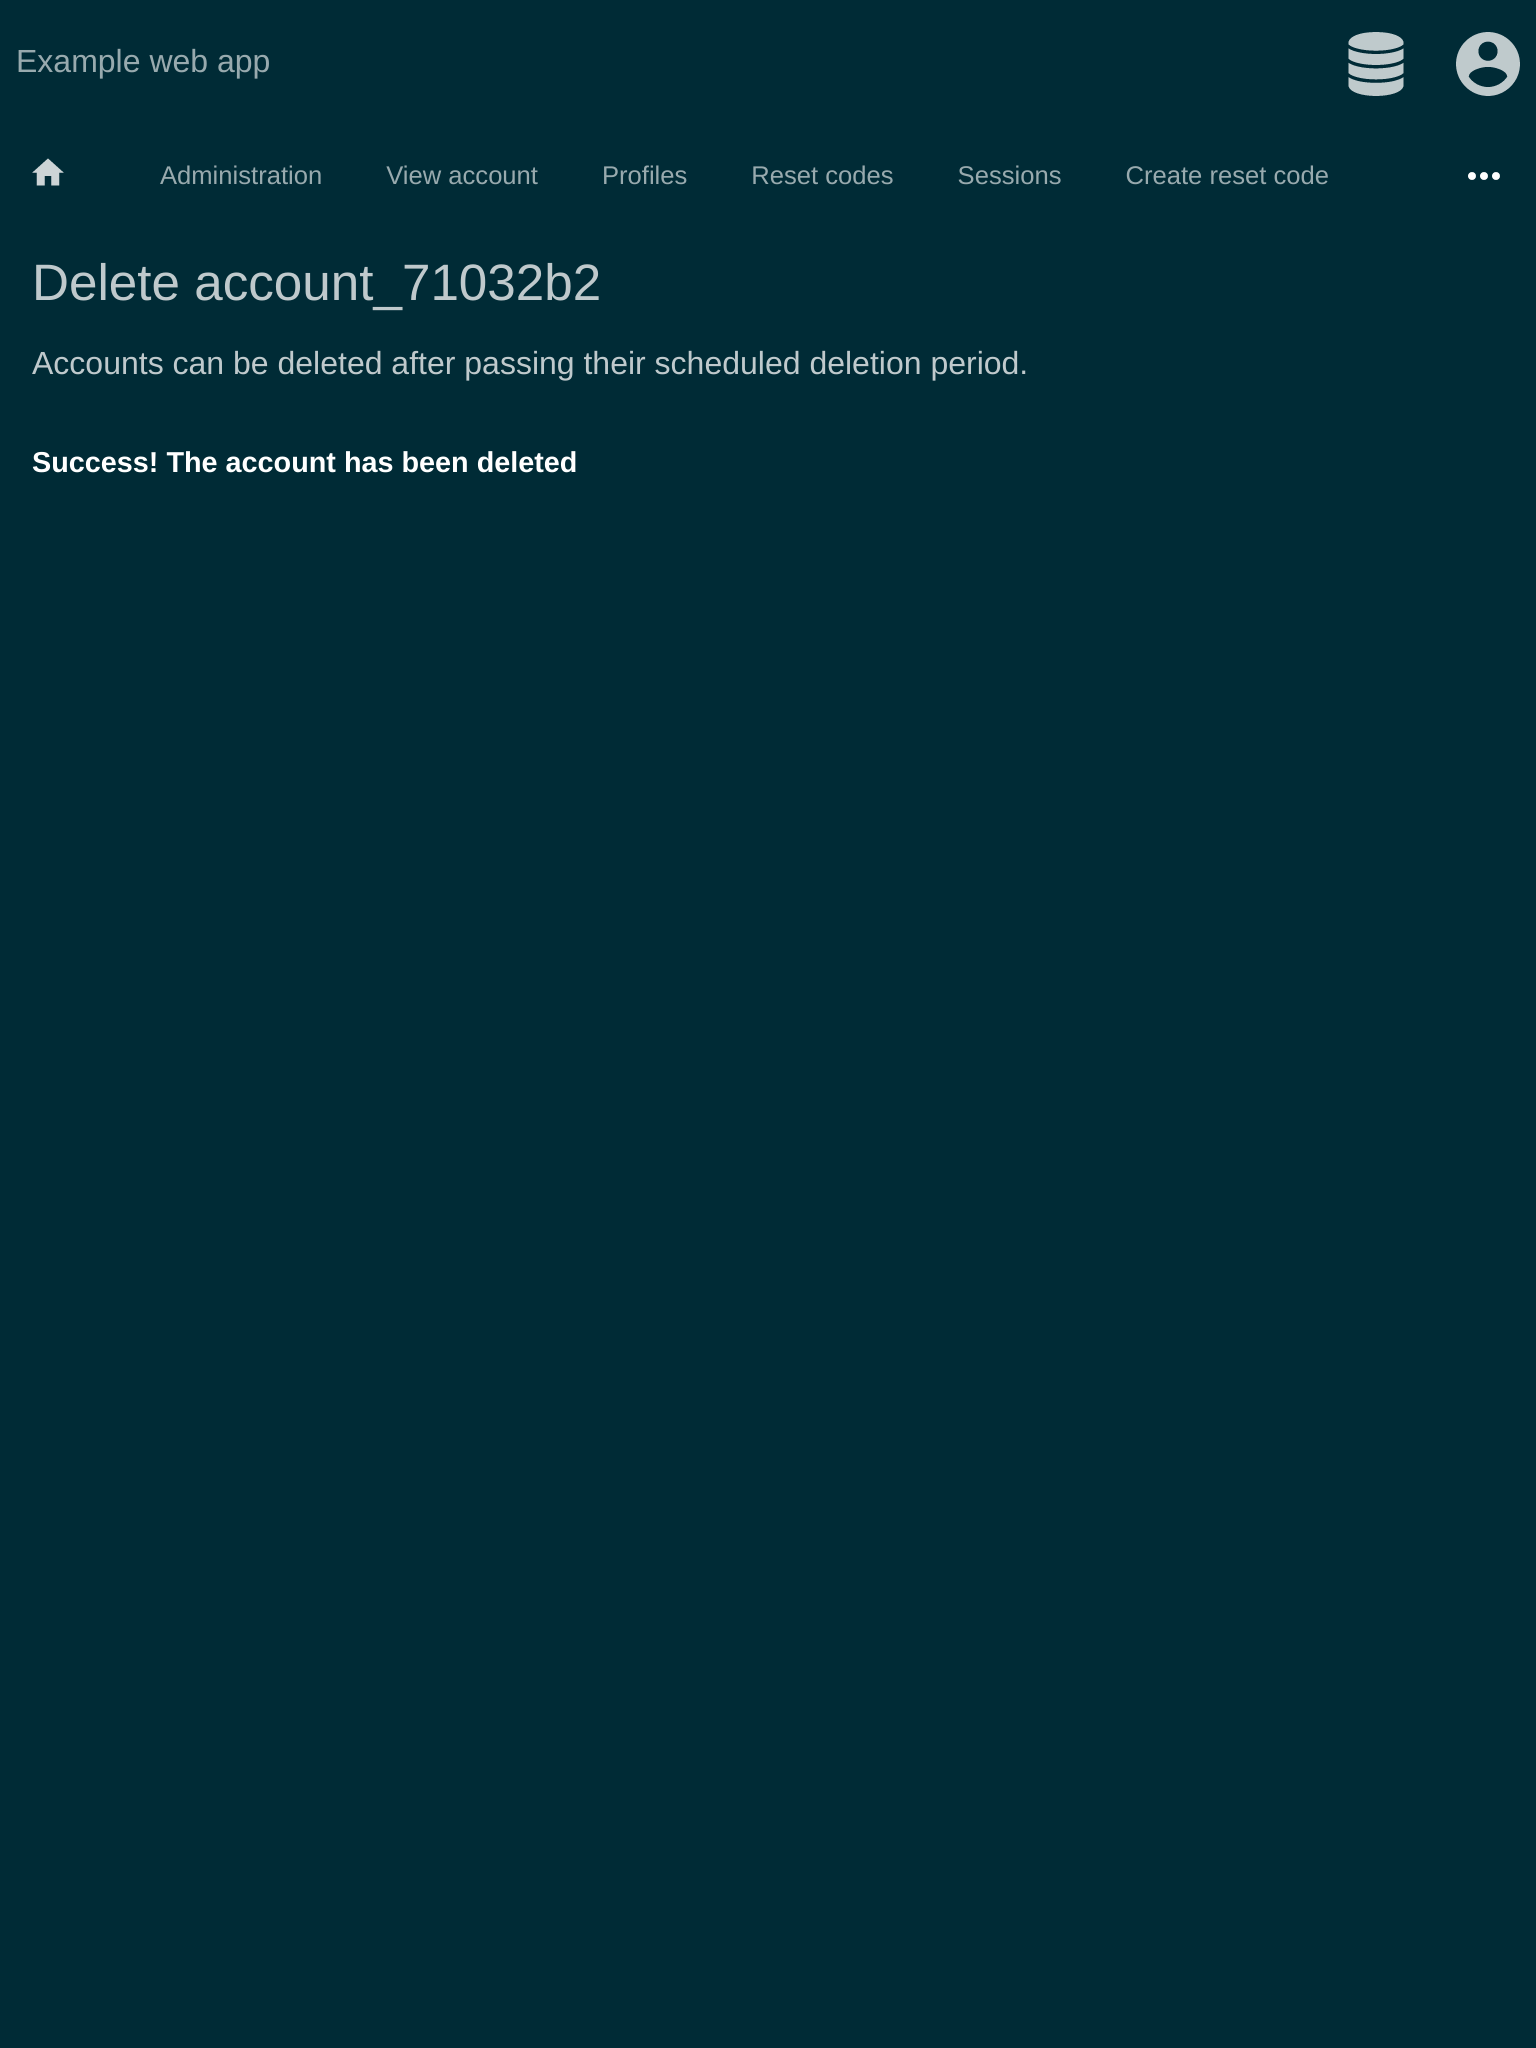 Example web app
Administration View account Profiles Reset codes Sessions Create reset code
Delete account_71032b2
Accounts can be deleted after passing their scheduled deletion period.
Success! The account has been deleted